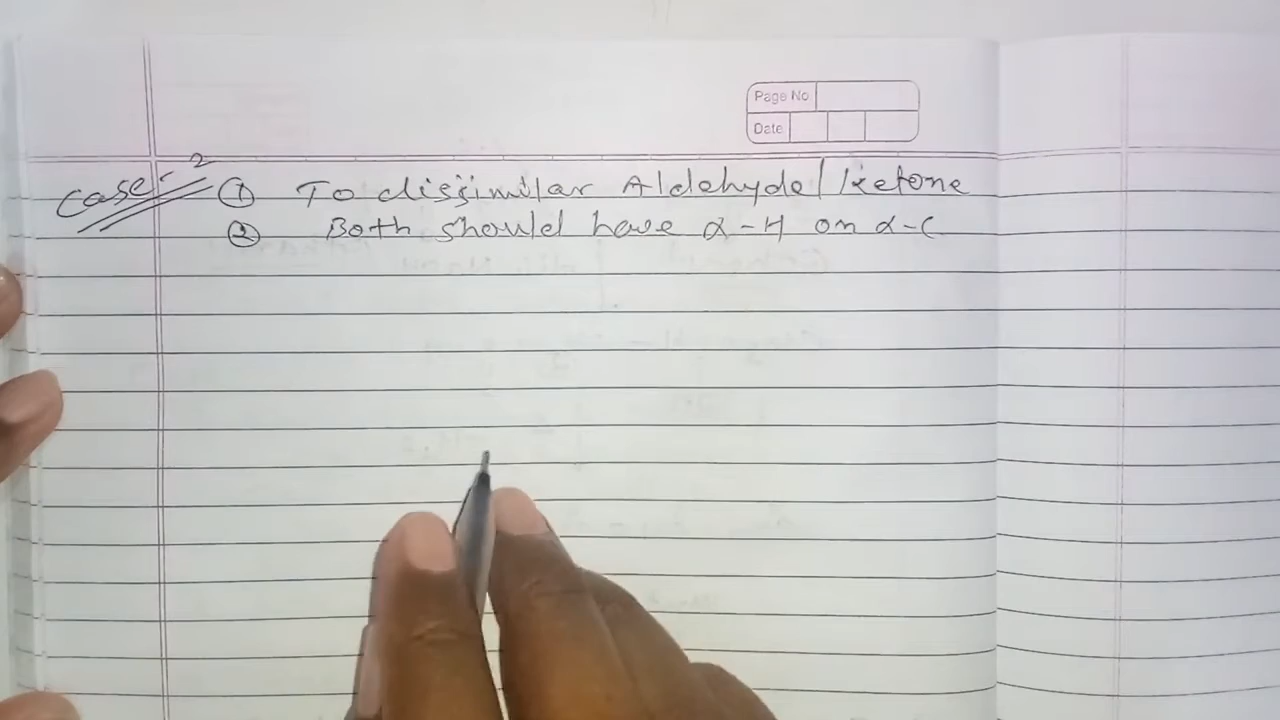 Page No
Date
Case-2 ① To dissimilar Aldehyde/ketone
② Both should have α-H on α-C